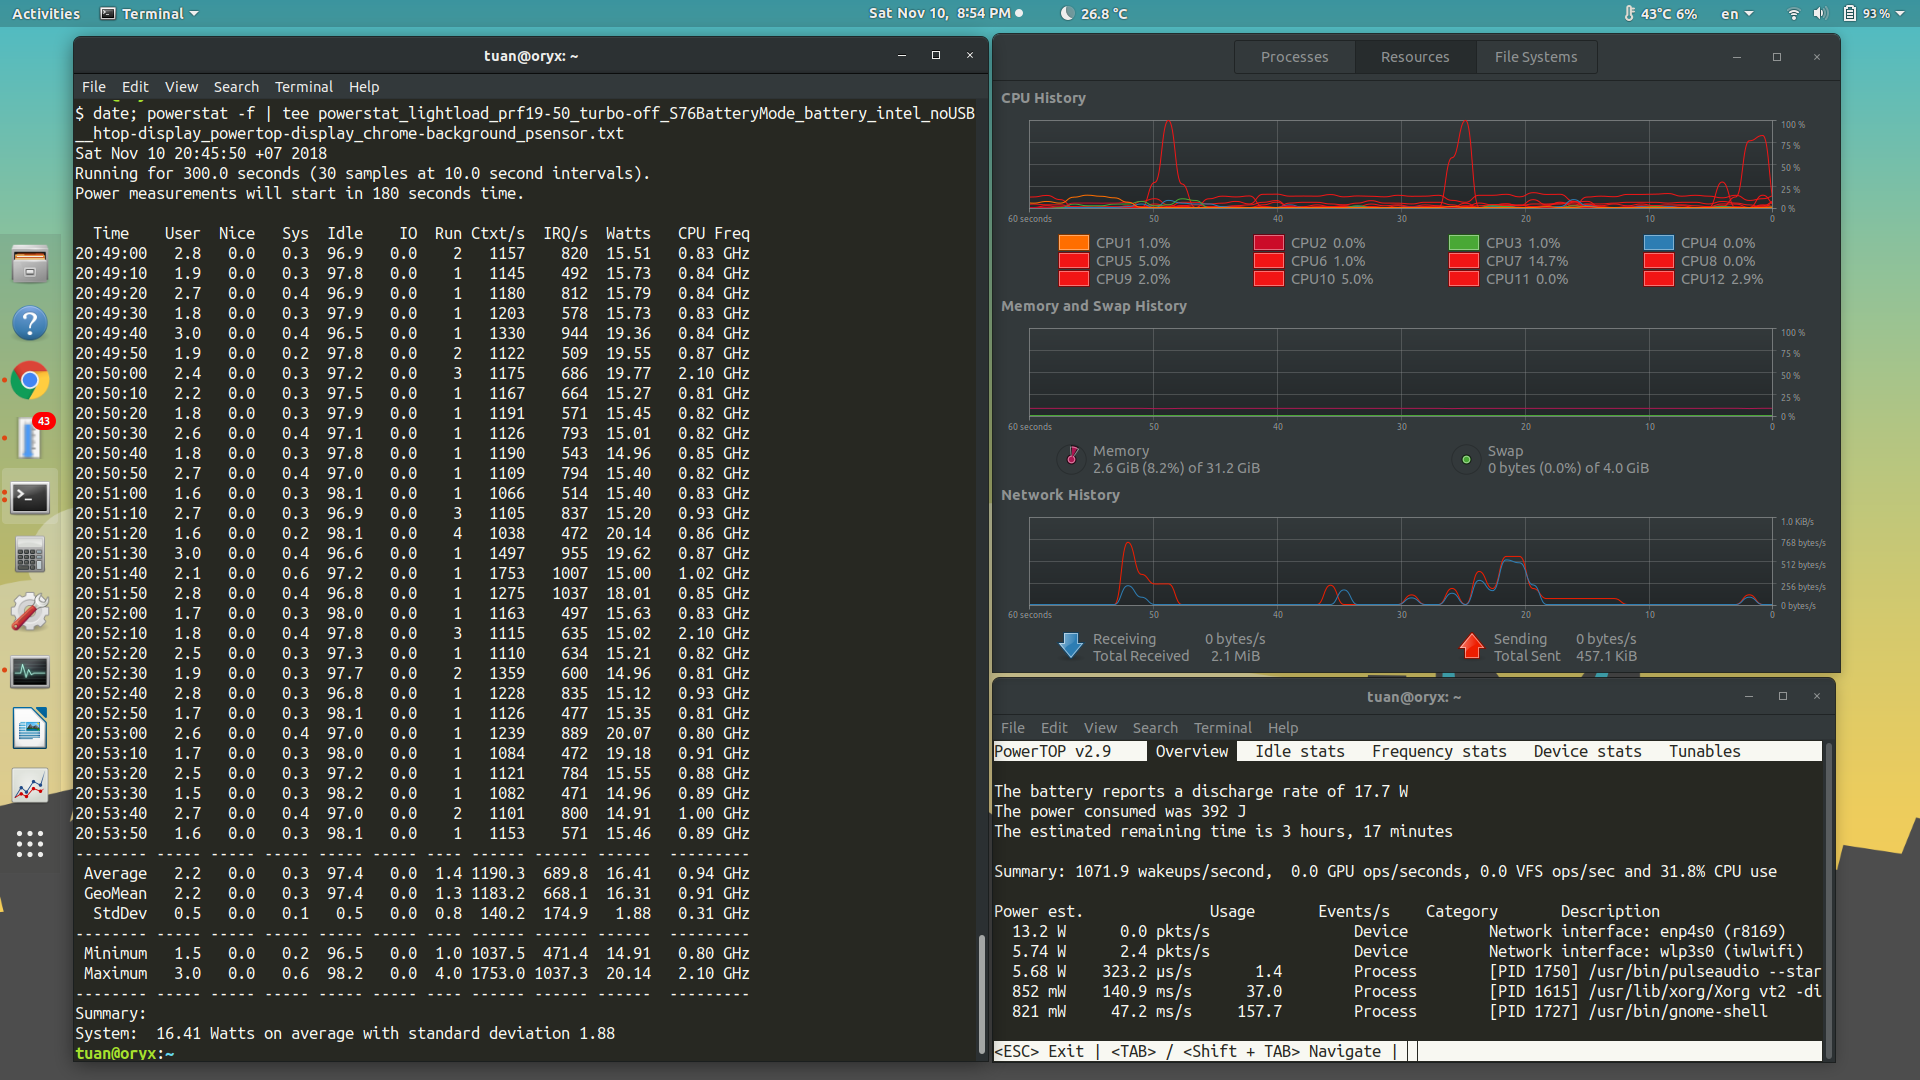 Activities Terminal Sat Nov 10, 8:54 PM 26.8 °C 43°C 6% en 93 %
tuan@oryx: ~
File Edit View Search Terminal Help
$ date; powerstat -f | tee powerstat_lightload_prf19-50_turbo-off_S76BatteryMode_battery_intel_noUSB
__htop-display_powertop-display_chrome-background_psensor.txt
Sat Nov 10 20:45:50 +07 2018
Running for 300.0 seconds (30 samples at 10.0 second intervals).
Power measurements will start in 180 seconds time.
Time User Nice Sys Idle IO Run Ctxt/s IRQ/s Watts CPU Freq
20:49:00 2.8 0.0 0.3 96.9 0.0 2 1157 820 15.51 0.83 GHz
20:49:10 1.9 0.0 0.3 97.8 0.0 1 1145 492 15.73 0.84 GHz
20:49:20 2.7 0.0 0.4 96.9 0.0 1 1180 812 15.79 0.84 GHz
20:49:30 1.8 0.0 0.3 97.9 0.0 1 1203 578 15.73 0.83 GHz
20:49:40 3.0 0.0 0.4 96.5 0.0 1 1330 944 19.36 0.84 GHz
20:49:50 1.9 0.0 0.2 97.8 0.0 2 1122 509 19.55 0.87 GHz
20:50:00 2.4 0.0 0.3 97.2 0.0 3 1175 686 19.77 2.10 GHz
20:50:10 2.2 0.0 0.3 97.5 0.0 1 1167 664 15.27 0.81 GHz
20:50:20 1.8 0.0 0.3 97.9 0.0 1 1191 571 15.45 0.82 GHz
20:50:30 2.6 0.0 0.4 97.1 0.0 1 1126 793 15.01 0.82 GHz
20:50:40 1.8 0.0 0.3 97.8 0.0 1 1190 543 14.96 0.85 GHz
20:50:50 2.7 0.0 0.4 97.0 0.0 1 1109 794 15.40 0.82 GHz
20:51:00 1.6 0.0 0.3 98.1 0.0 1 1066 514 15.40 0.83 GHz
20:51:10 2.7 0.0 0.3 96.9 0.0 3 1105 837 15.20 0.93 GHz
20:51:20 1.6 0.0 0.2 98.1 0.0 4 1038 472 20.14 0.86 GHz
20:51:30 3.0 0.0 0.4 96.6 0.0 1 1497 955 19.62 0.87 GHz
20:51:40 2.1 0.0 0.6 97.2 0.0 1 1753 1007 15.00 1.02 GHz
20:51:50 2.8 0.0 0.4 96.8 0.0 1 1275 1037 18.01 0.85 GHz
20:52:00 1.7 0.0 0.3 98.0 0.0 1 1163 497 15.63 0.83 GHz
20:52:10 1.8 0.0 0.4 97.8 0.0 3 1115 635 15.02 2.10 GHz
20:52:20 2.5 0.0 0.3 97.3 0.0 1 1110 634 15.21 0.82 GHz
20:52:30 1.9 0.0 0.3 97.7 0.0 2 1359 600 14.96 0.81 GHz
20:52:40 2.8 0.0 0.3 96.8 0.0 1 1228 835 15.12 0.93 GHz
20:52:50 1.7 0.0 0.3 98.1 0.0 1 1126 477 15.35 0.81 GHz
20:53:00 2.6 0.0 0.4 97.0 0.0 1 1239 889 20.07 0.80 GHz
20:53:10 1.7 0.0 0.3 98.0 0.0 1 1084 472 19.18 0.91 GHz
20:53:20 2.5 0.0 0.3 97.2 0.0 1 1121 784 15.55 0.88 GHz
20:53:30 1.5 0.0 0.3 98.2 0.0 1 1082 471 14.96 0.89 GHz
20:53:40 2.7 0.0 0.4 97.0 0.0 2 1101 800 14.91 1.00 GHz
20:53:50 1.6 0.0 0.3 98.1 0.0 1 1153 571 15.46 0.89 GHz
-------- ----- ----- ----- ----- ----- ---- ------ ------ ------ ---------
Average 2.2 0.0 0.3 97.4 0.0 1.4 1190.3 689.8 16.41 0.94 GHz
GeoMean 2.2 0.0 0.3 97.4 0.0 1.3 1183.2 668.1 16.31 0.91 GHz
StdDev 0.5 0.0 0.1 0.5 0.0 0.8 140.2 174.9 1.88 0.31 GHz
-------- ----- ----- ----- ----- ----- ---- ------ ------ ------ ---------
Minimum 1.5 0.0 0.2 96.5 0.0 1.0 1037.5 471.4 14.91 0.80 GHz
Maximum 3.0 0.0 0.6 98.2 0.0 4.0 1753.0 1037.3 20.14 2.10 GHz
-------- ----- ----- ----- ----- ----- ---- ------ ------ ------ ---------
Summary:
System: 16.41 Watts on average with standard deviation 1.88
tuan@oryx:~
43
Processes Resources File Systems
CPU History
100 %
75 %
50 %
25 %
0 %
60 seconds 50 40 30 20 10 0
CPU1 1.0% CPU2 0.0% CPU3 1.0% CPU4 0.0%
CPU5 5.0% CPU6 1.0% CPU7 14.7% CPU8 0.0%
CPU9 2.0% CPU10 5.0% CPU11 0.0% CPU12 2.9%
Memory and Swap History
100 %
75 %
50 %
25 %
0 %
60 seconds 50 40 30 20 10 0
Memory Swap
2.6 GiB (8.2%) of 31.2 GiB 0 bytes (0.0%) of 4.0 GiB
Network History
1.0 KiB/s
768 bytes/s
512 bytes/s
256 bytes/s
0 bytes/s
60 seconds 50 40 30 20 10 0
Receiving 0 bytes/s Sending 0 bytes/s
Total Received 2.1 MiB Total Sent 457.1 KiB
tuan@oryx: ~
File Edit View Search Terminal Help
PowerTOP v2.9 Overview Idle stats Frequency stats Device stats Tunables
The battery reports a discharge rate of 17.7 W
The power consumed was 392 J
The estimated remaining time is 3 hours, 17 minutes
Summary: 1071.9 wakeups/second, 0.0 GPU ops/seconds, 0.0 VFS ops/sec and 31.8% CPU use
Power est. Usage Events/s Category Description
13.2 W 0.0 pkts/s Device Network interface: enp4s0 (r8169)
5.74 W 2.4 pkts/s Device Network interface: wlp3s0 (iwlwifi)
5.68 W 323.2 µs/s 1.4 Process [PID 1750] /usr/bin/pulseaudio --star
852 mW 140.9 ms/s 37.0 Process [PID 1615] /usr/lib/xorg/Xorg vt2 -di
821 mW 47.2 ms/s 157.7 Process [PID 1727] /usr/bin/gnome-shell
<ESC> Exit | <TAB> / <Shift + TAB> Navigate |